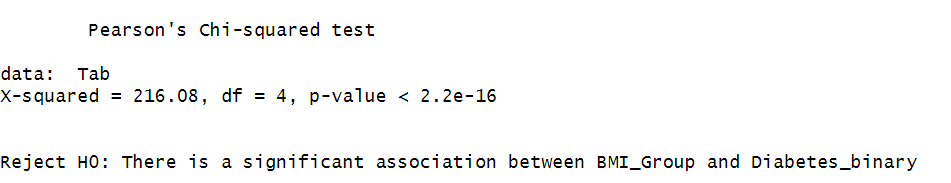 Pearson's Chi-squared test
data:  Tab
X-squared = 216.08, df = 4, p-value < 2.2e-16
Reject H0: There is a significant association between BMI_Group and Diabetes_binary